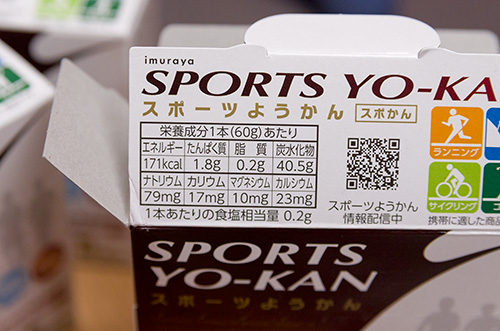 imuraya
SPORTS YO-KA
スポーツようかん スポかん
栄養成分1本(60g)あたり
エネルギー たんぱく質 脂質 炭水化物
171kcal 1.8g 0.2g 40.5g
ナトリウム カリウム マグネシウム カルシウム
79mg 17mg 10mg 23mg
1本あたりの食塩相当量 0.2g
スポーツようかん
情報配信中
ランニング
サイクリング
携帯に適した商品
SPORTS
YO-KAN
スポーツようかん